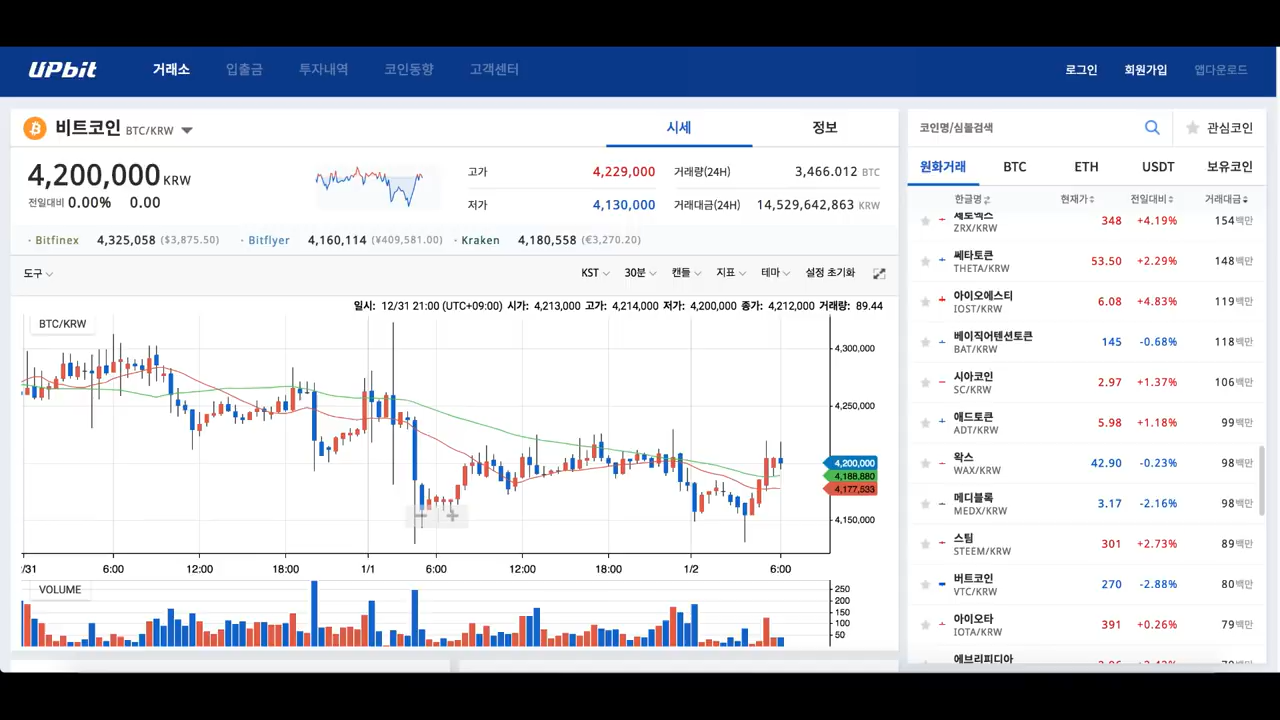 UPbit 거래소 입출금 투자내역 코인동향 고객센터 로그인 회원가입 앱다운로드
비트코인 BTC/KRW 시세 정보
4,200,000 KRW
전일대비 0.00% 0.00
고가 4,229,000 거래량(24H) 3,466.012 BTC
저가 4,130,000 거래대금(24H) 14,529,642,863 KRW
· Bitfinex 4,325,058 ($3,875.50) · Bitflyer 4,160,114 (¥409,581.00) · Kraken 4,180,558 (€3,270.20)
도구 KST 30분 캔들 지표 테마 설정 초기화
일시: 12/31 21:00 (UTC+09:00) 시가: 4,213,000 고가: 4,214,000 저가: 4,200,000 종가: 4,212,000 거래량: 89.44
BTC/KRW
4,300,000
4,250,000
4,200,000
4,188,880
4,177,533
4,150,000
/31 6:00 12:00 18:00 1/1 6:00 12:00 18:00 1/2 6:00
VOLUME
250
200
150
100
50
코인명/심볼검색 관심코인
원화거래 BTC ETH USDT 보유코인
한글명 현재가 전일대비 거래대금
제로엑스 348 +4.19% 154백만
ZRX/KRW
쎄타토큰 53.50 +2.29% 148백만
THETA/KRW
아이오에스티 6.08 +4.83% 119백만
IOST/KRW
베이직어텐션토큰 145 -0.68% 118백만
BAT/KRW
시아코인 2.97 +1.37% 106백만
SC/KRW
애드토큰 5.98 +1.18% 99백만
ADT/KRW
왁스 42.90 -0.23% 98백만
WAX/KRW
메디블록 3.17 -2.16% 98백만
MEDX/KRW
스팀 301 +2.73% 89백만
STEEM/KRW
버트코인 270 -2.88% 80백만
VTC/KRW
아이오타 391 +0.26% 79백만
IOTA/KRW
에브리피디아